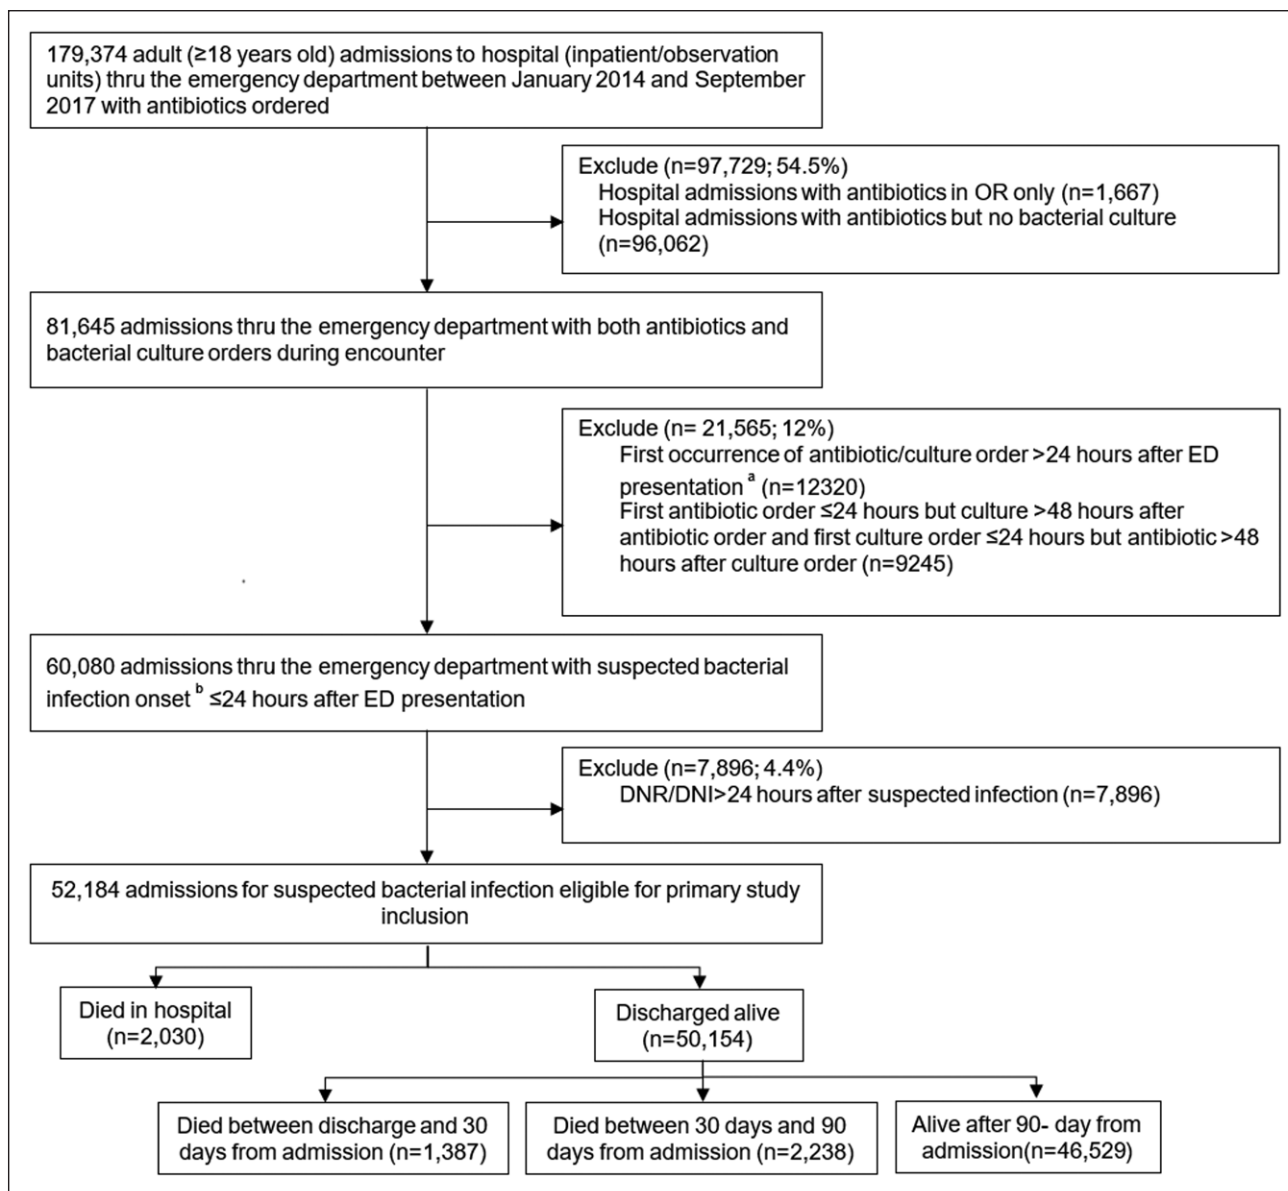 179,374 adult (≥18 years old) admissions to hospital (inpatient/observation
units) thru the emergency department between January 2014 and September
2017 with antibiotics ordered
Exclude (n=97,729; 54.5%)
Hospital admissions with antibiotics in OR only (n=1,667)
Hospital admissions with antibiotics but no bacterial culture
(n=96,062)
81,645 admissions thru the emergency department with both antibiotics and
bacterial culture orders during encounter
Exclude (n= 21,565; 12%)
First occurrence of antibiotic/culture order >24 hours after ED
presentation a (n=12320)
First antibiotic order ≤24 hours but culture >48 hours after
antibiotic order and first culture order ≤24 hours but antibiotic >48
hours after culture order (n=9245)
60,080 admissions thru the emergency department with suspected bacterial
infection onset b ≤24 hours after ED presentation
Exclude (n=7,896; 4.4%)
DNR/DNI>24 hours after suspected infection (n=7,896)
52,184 admissions for suspected bacterial infection eligible for primary study
inclusion
Died in hospital
(n=2,030)
Discharged alive
(n=50,154)
Died between discharge and 30
days from admission (n=1,387)
Died between 30 days and 90
days from admission (n=2,238)
Alive after 90- day from
admission(n=46,529)